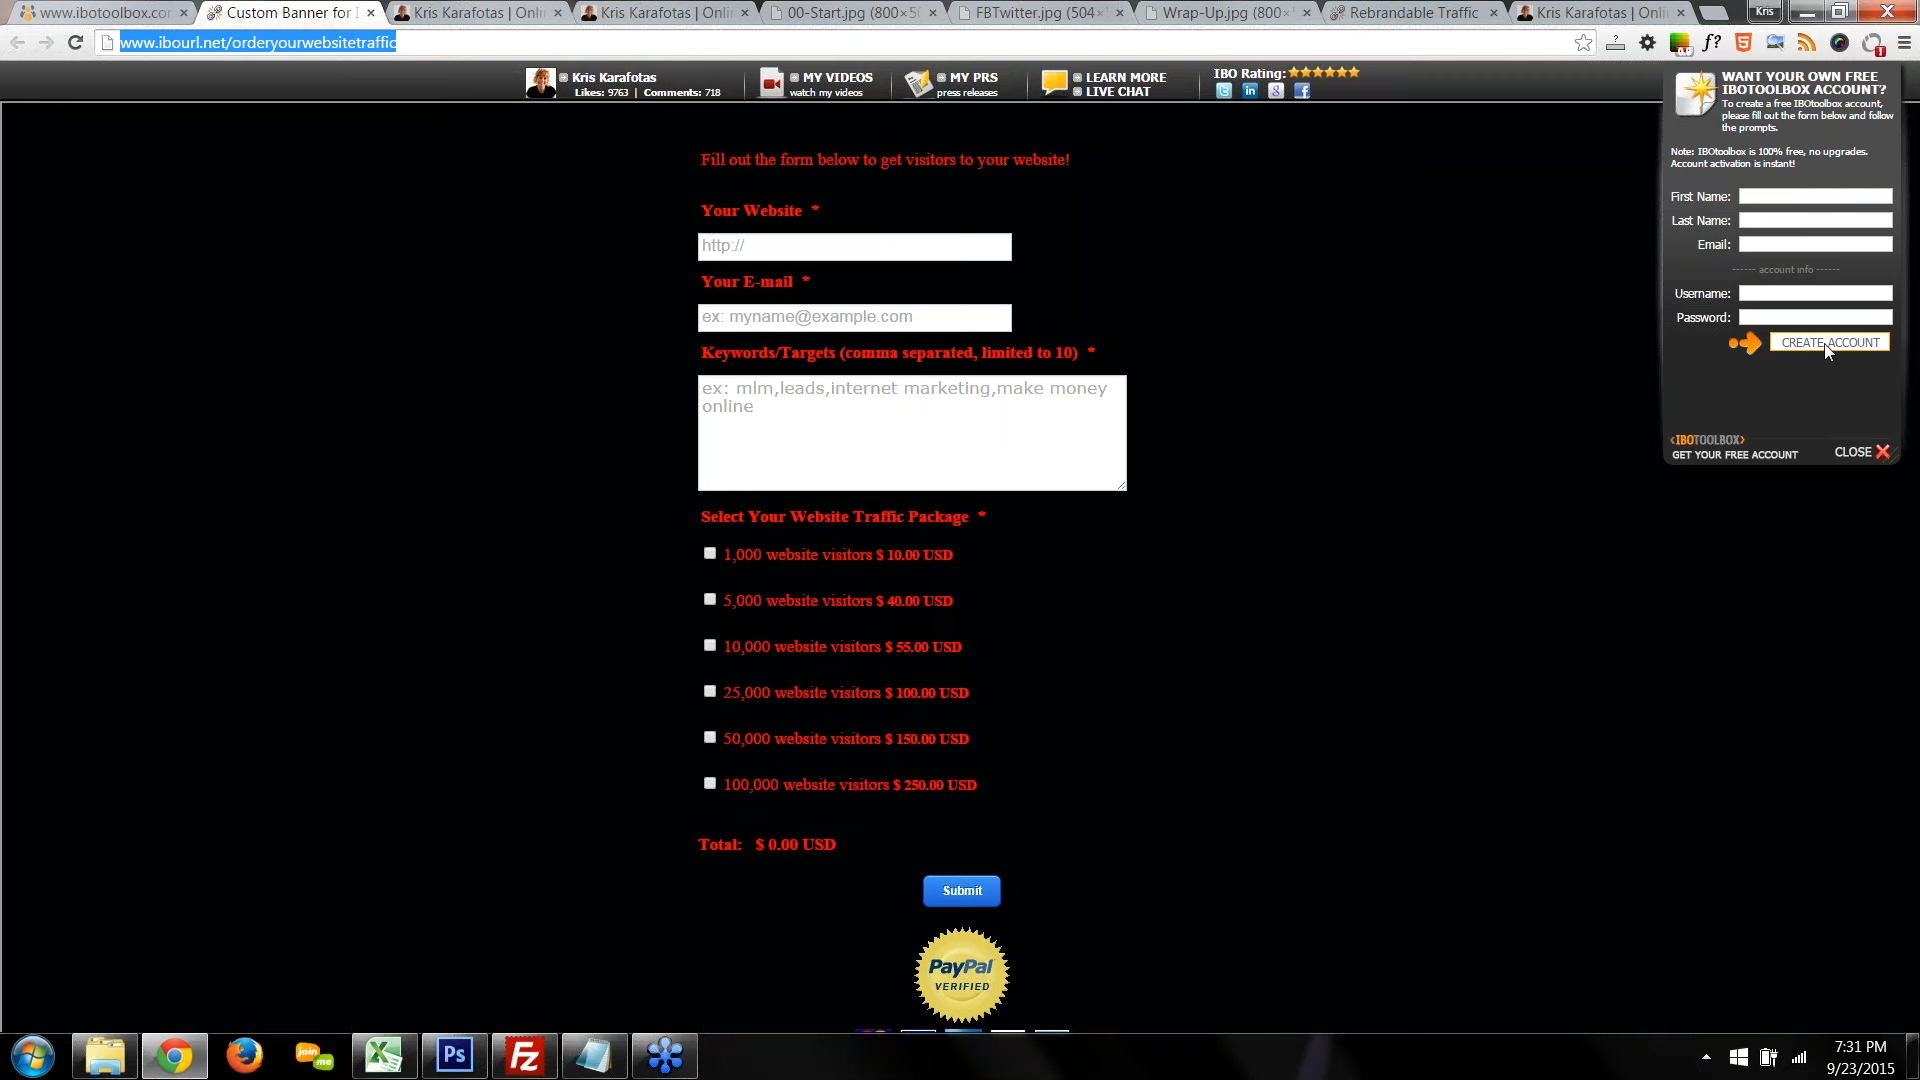 www.ibotoolbox.co
Custom Banner for
Kris Karafotas | Onli
Kris Karafotas | Onli
00-Start.jpg (800×5
FBTwitter.jpg (504×
Wrap-Up.jpg (800×
Rebrandable Traffic
Kris Karafotas | Onli
Kris
www.ibourl.net/orderyourwebsitetraffic
Kris Karafotas
Likes: 9763 | Comments: 718
MY VIDEOS
watch my videos
MY PRS
press releases
LEARN MORE
LIVE CHAT
IBO Rating:
WANT YOUR OWN FREE
IBOTOOLBOX ACCOUNT?
To create a free IBOtoolbox account,
please fill out the form below and follow
the prompts.
Note: IBOtoolbox is 100% free, no upgrades.
Account activation is instant!
First Name:
Last Name:
Email:
------ account info ------
Username:
Password:
CREATE ACCOUNT
<IBOTOOLBOX>
GET YOUR FREE ACCOUNT
CLOSE
Fill out the form below to get visitors to your website!
Your Website *
http://
Your E-mail *
ex: myname@example.com
Keywords/Targets (comma separated, limited to 10) *
ex: mlm,leads,internet marketing,make money
online
Select Your Website Traffic Package *
1,000 website visitors $ 10.00 USD
5,000 website visitors $ 40.00 USD
10,000 website visitors $ 55.00 USD
25,000 website visitors $ 100.00 USD
50,000 website visitors $ 150.00 USD
100,000 website visitors $ 250.00 USD
Total: $ 0.00 USD
Submit
PayPal
VERIFIED
join
me
Ps
Fz
7:31 PM
9/23/2015